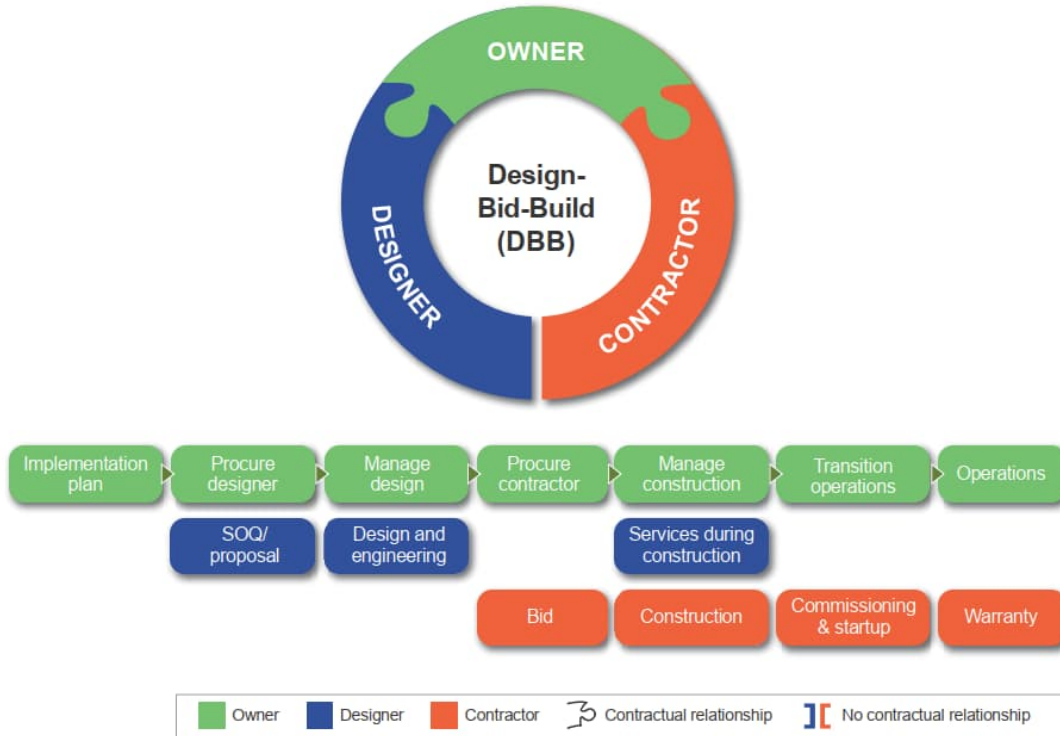 OWNER
DESIGNER
CONTRACTOR
Design-
Bid-Build
(DBB)
Implementation
plan
Procure
designer
Manage
design
Procure
contractor
Manage
construction
Transition
operations
Operations
SOQ/
proposal
Design and
engineering
Services during
construction
Bid
Construction
Commissioning
& startup
Warranty
Owner
Designer
Contractor
Contractual relationship
No contractual relationship